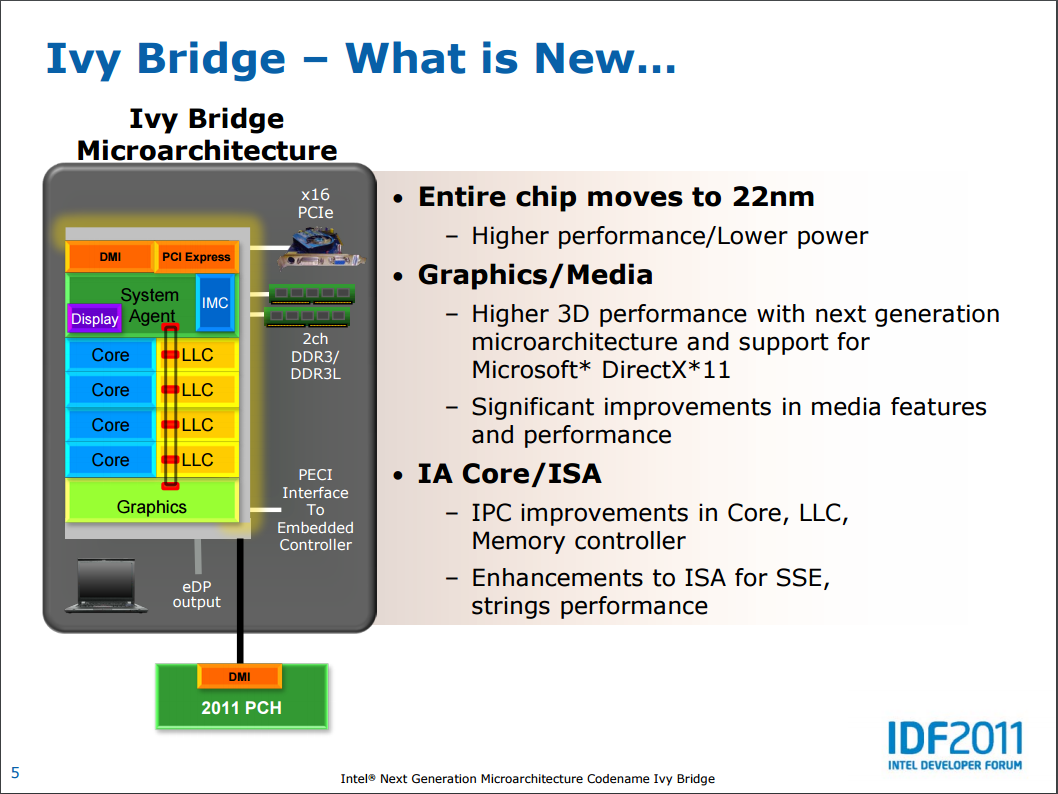 Ivy Bridge – What is New…
Ivy Bridge
Microarchitecture
x16
PCIe
DMI
PCI Express
System
Agent
IMC
Display
2ch
DDR3/
DDR3L
Core
LLC
Core
LLC
Core
LLC
Core
LLC
Graphics
PECI
Interface
To
Embedded
Controller
eDP
output
DMI
2011 PCH
• Entire chip moves to 22nm
– Higher performance/Lower power
• Graphics/Media
– Higher 3D performance with next generation
microarchitecture and support for
Microsoft* DirectX*11
– Significant improvements in media features
and performance
• IA Core/ISA
– IPC improvements in Core, LLC,
Memory controller
– Enhancements to ISA for SSE,
strings performance
IDF2011
INTEL DEVELOPER FORUM
5
Intel® Next Generation Microarchitecture Codename Ivy Bridge